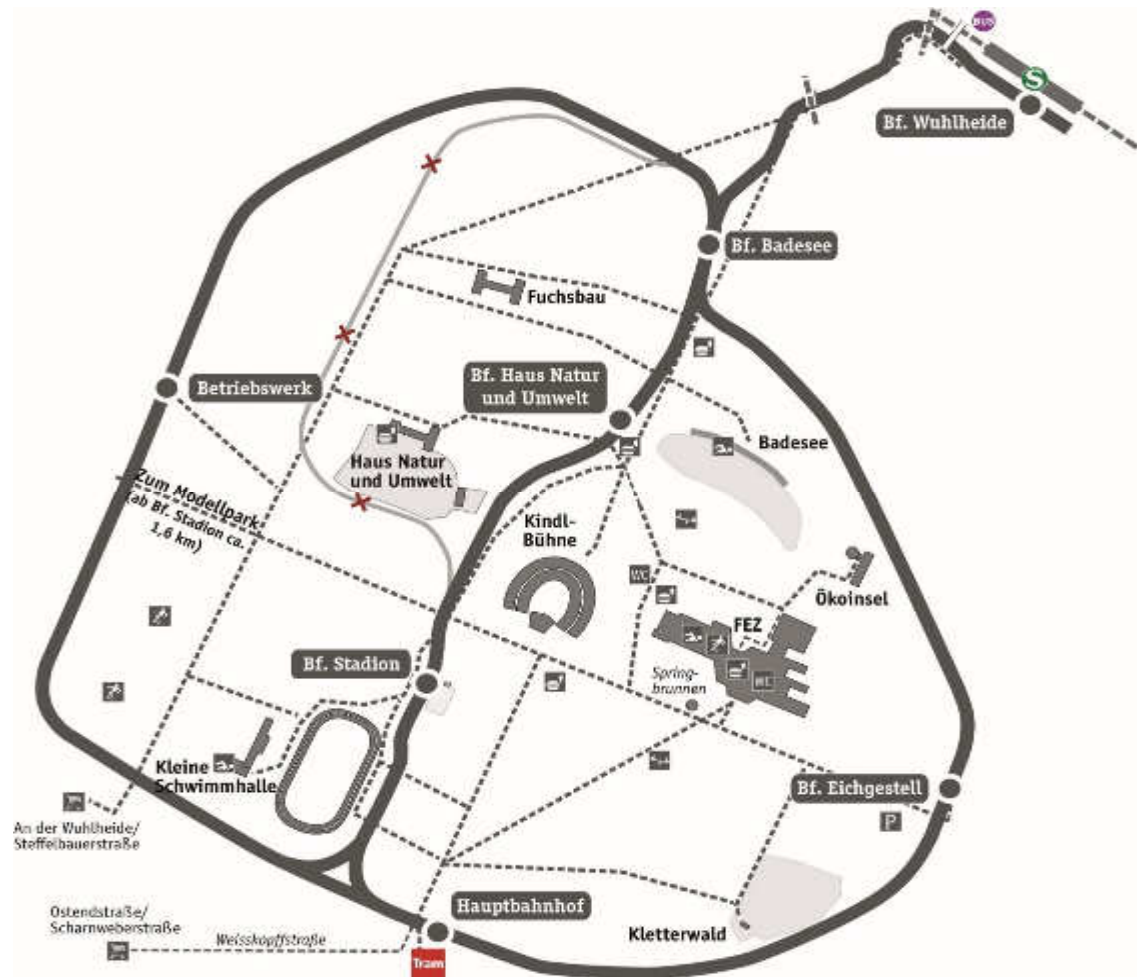 BUS
S
Bf. Wuhlheide
Bf. Badesee
Fuchsbau
Betriebswerk
Bf. Haus Natur
und Umwelt
Badesee
Haus Natur
und Umwelt
Zum Modellpark
(ab Bf. Stadion ca.
1,6 km)
Kindl-
Bühne
WC
Ökoinsel
FEZ
Bf. Stadion
Spring-
brunnen
WC
Kleine
Schwimmhalle
Bf. Eichgestell
P
An der Wuhlheide/
Steffelbauerstraße
Hauptbahnhof
Ostendstraße/
Scharnweberstraße
Weisskopffstraße
Kletterwald
Tram